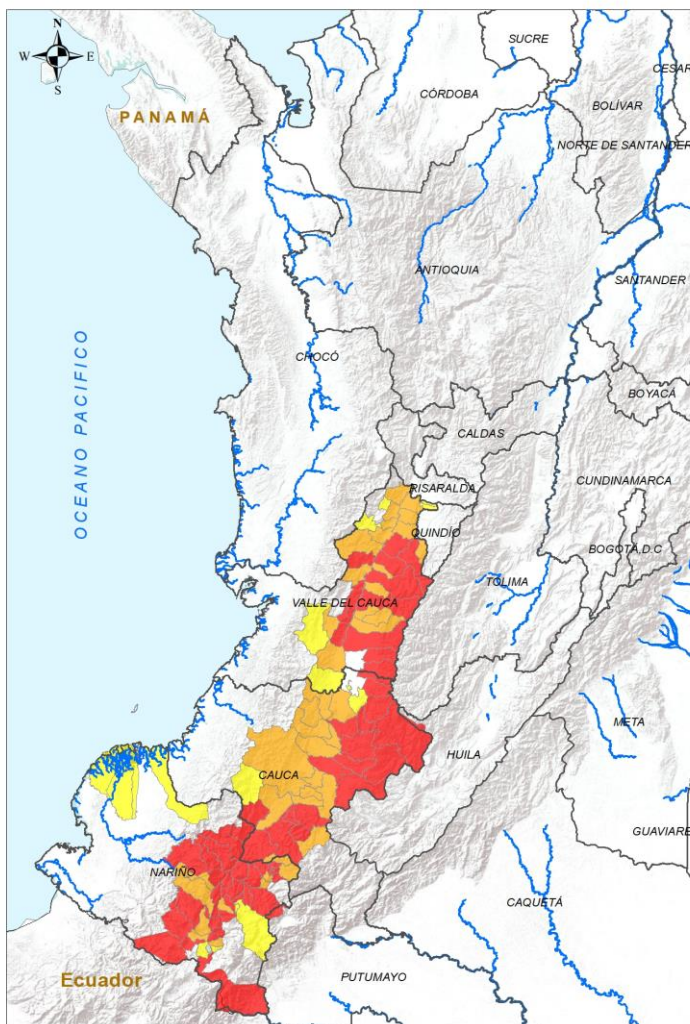 N
W
E
S
SUCRE
CESAR
CÓRDOBA
BOLÍVAR
PANAMÁ
NORTE DE SANTANDER
ANTIOQUIA
SANTANDER
OCEANO PACIFICO
CHOCÓ
BOYACÁ
CALDAS
CUNDINAMARCA
RISARALDA
QUINDÍO
BOGOTÁ,D.C
TOLIMA
VALLE DEL CAUCA
META
HUILA
CAUCA
GUAVIARE
NARIÑO
CAQUETÁ
Ecuador
PUTUMAYO